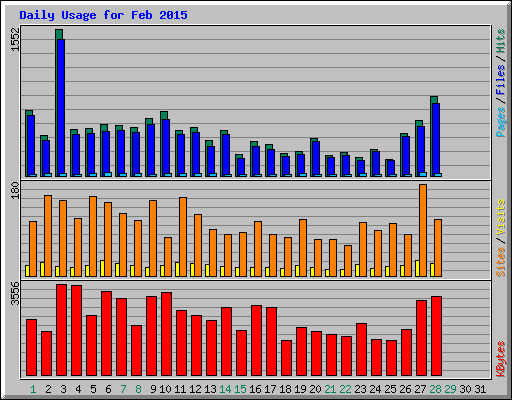 Daily Usage for Feb 2015
1552
Pages / Files / Hits
180
Sites / Visits
3556
KBytes
1 2 3 4 5 6 7 8 9 10 11 12 13 14 15 16 17 18 19 20 21 22 23 24 25 26 27 28 29 30 31